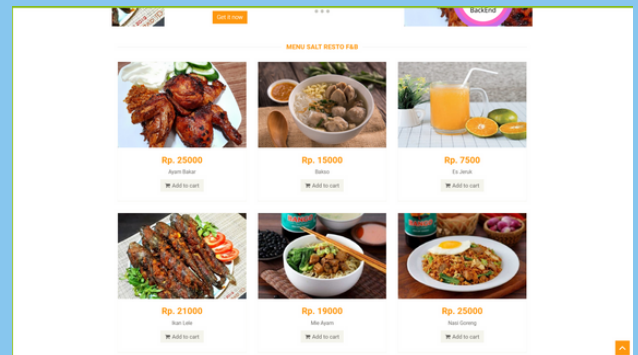 BackEnd
Get it now
MENU SALT RESTO F&B
Rp. 25000
Ayam Bakar
Add to cart
Rp. 15000
Bakso
Add to cart
Rp. 7500
Es Jeruk
Add to cart
Rp. 21000
Ikan Lele
Add to cart
Rp. 19000
Mie Ayam
Add to cart
Rp. 25000
Nasi Goreng
Add to cart